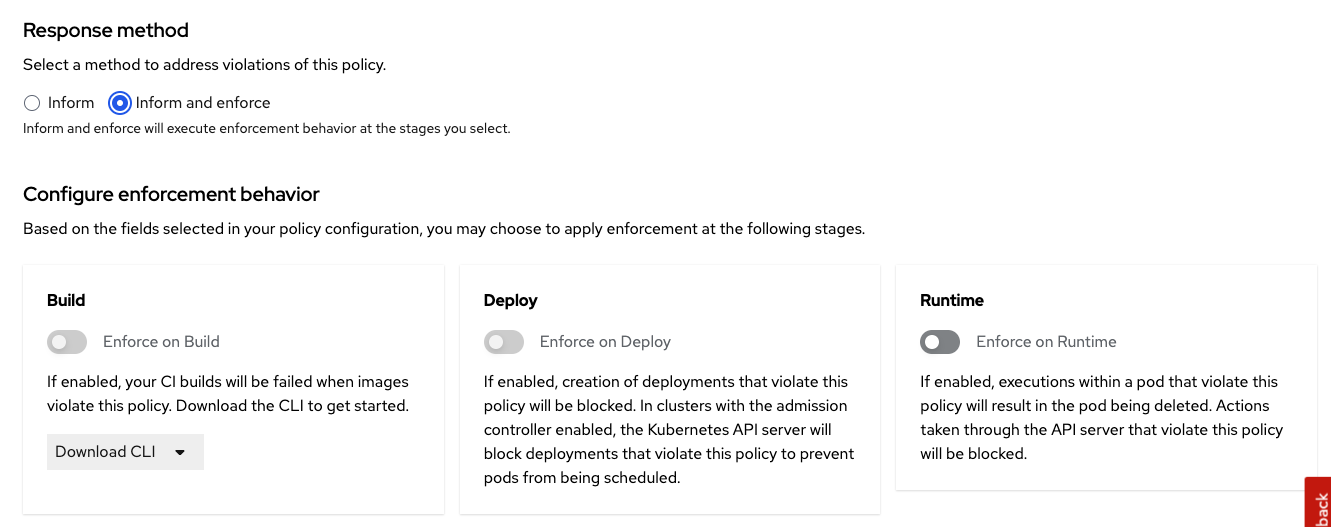 Response method
Select a method to address violations of this policy.
Inform Inform and enforce
Inform and enforce will execute enforcement behavior at the stages you select.
Configure enforcement behavior
Based on the fields selected in your policy configuration, you may choose to apply enforcement at the following stages.
Build
Enforce on Build
If enabled, your CI builds will be failed when images
violate this policy. Download the CLI to get started.
Download CLI
Deploy
Enforce on Deploy
If enabled, creation of deployments that violate this
policy will be blocked. In clusters with the admission
controller enabled, the Kubernetes API server will
block deployments that violate this policy to prevent
pods from being scheduled.
Runtime
Enforce on Runtime
If enabled, executions within a pod that violate this
policy will result in the pod being deleted. Actions
taken through the API server that violate this policy
will be blocked.
back